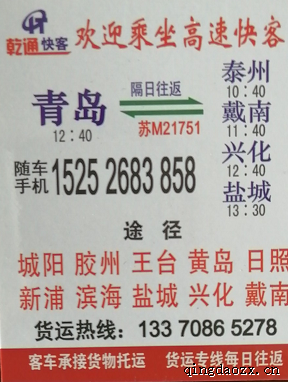 乾通快客
欢迎乘坐高速快客
青岛
12：40
隔日往返
苏M21751
泰州
10：40
戴南
11：40
兴化
12：40
盐城
13：30
随车手机 1525 2683 858
途 径
城阳 胶州 王台 黄岛 日照
新浦 滨海 盐城 兴化 戴南
货运热线：133 7086 5278
客车承接货物托运 货运专线每日往返
qingdaozx.cn